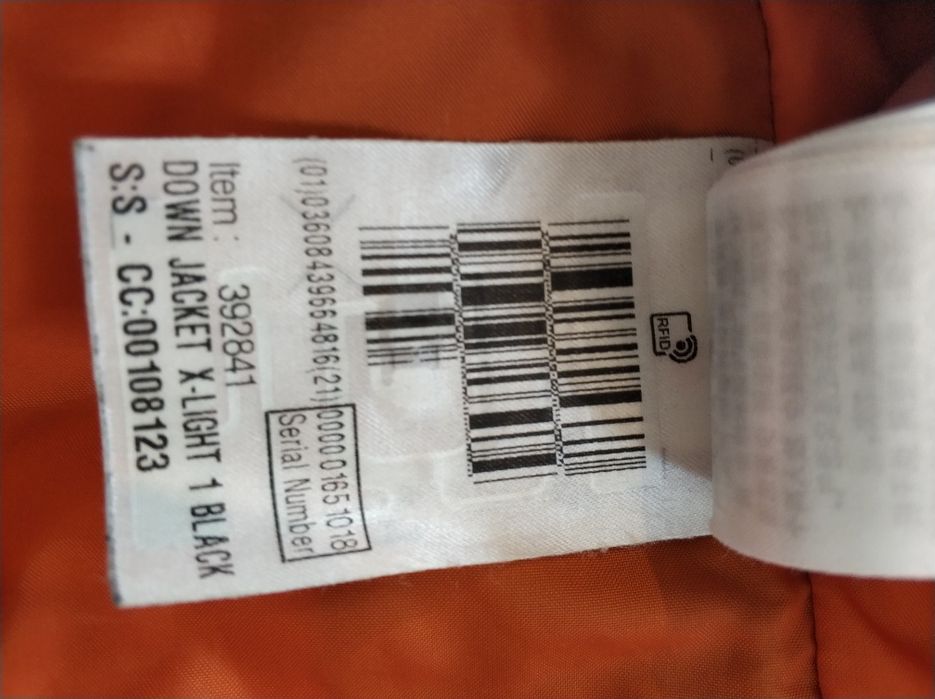 RFID
(01)03608439664816(21)000001651018
Serial Number
Item : 392841
DOWN JACKET X-LIGHT 1 BLACK
S:S - CC:00108123